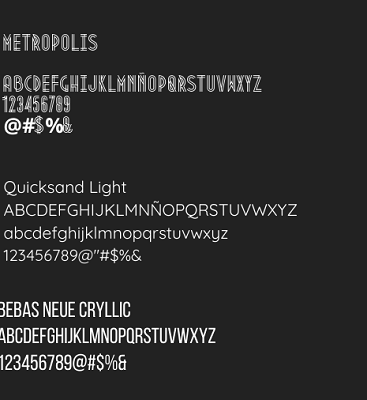 METROPOLIS
ABCDEFGHIJKLMNÑOPQRSTUVWXYZ
123456789
@#$%&
Quicksand Light
ABCDEFGHIJKLMNÑOPQRSTUVWXYZ
abcdefghijklmnopqrstuvwxyz
123456789@"#$%&
BEBAS NEUE CRYLLIC
ABCDEFGHIJKLMNOPQRSTUVWXYZ
123456789@#$%&